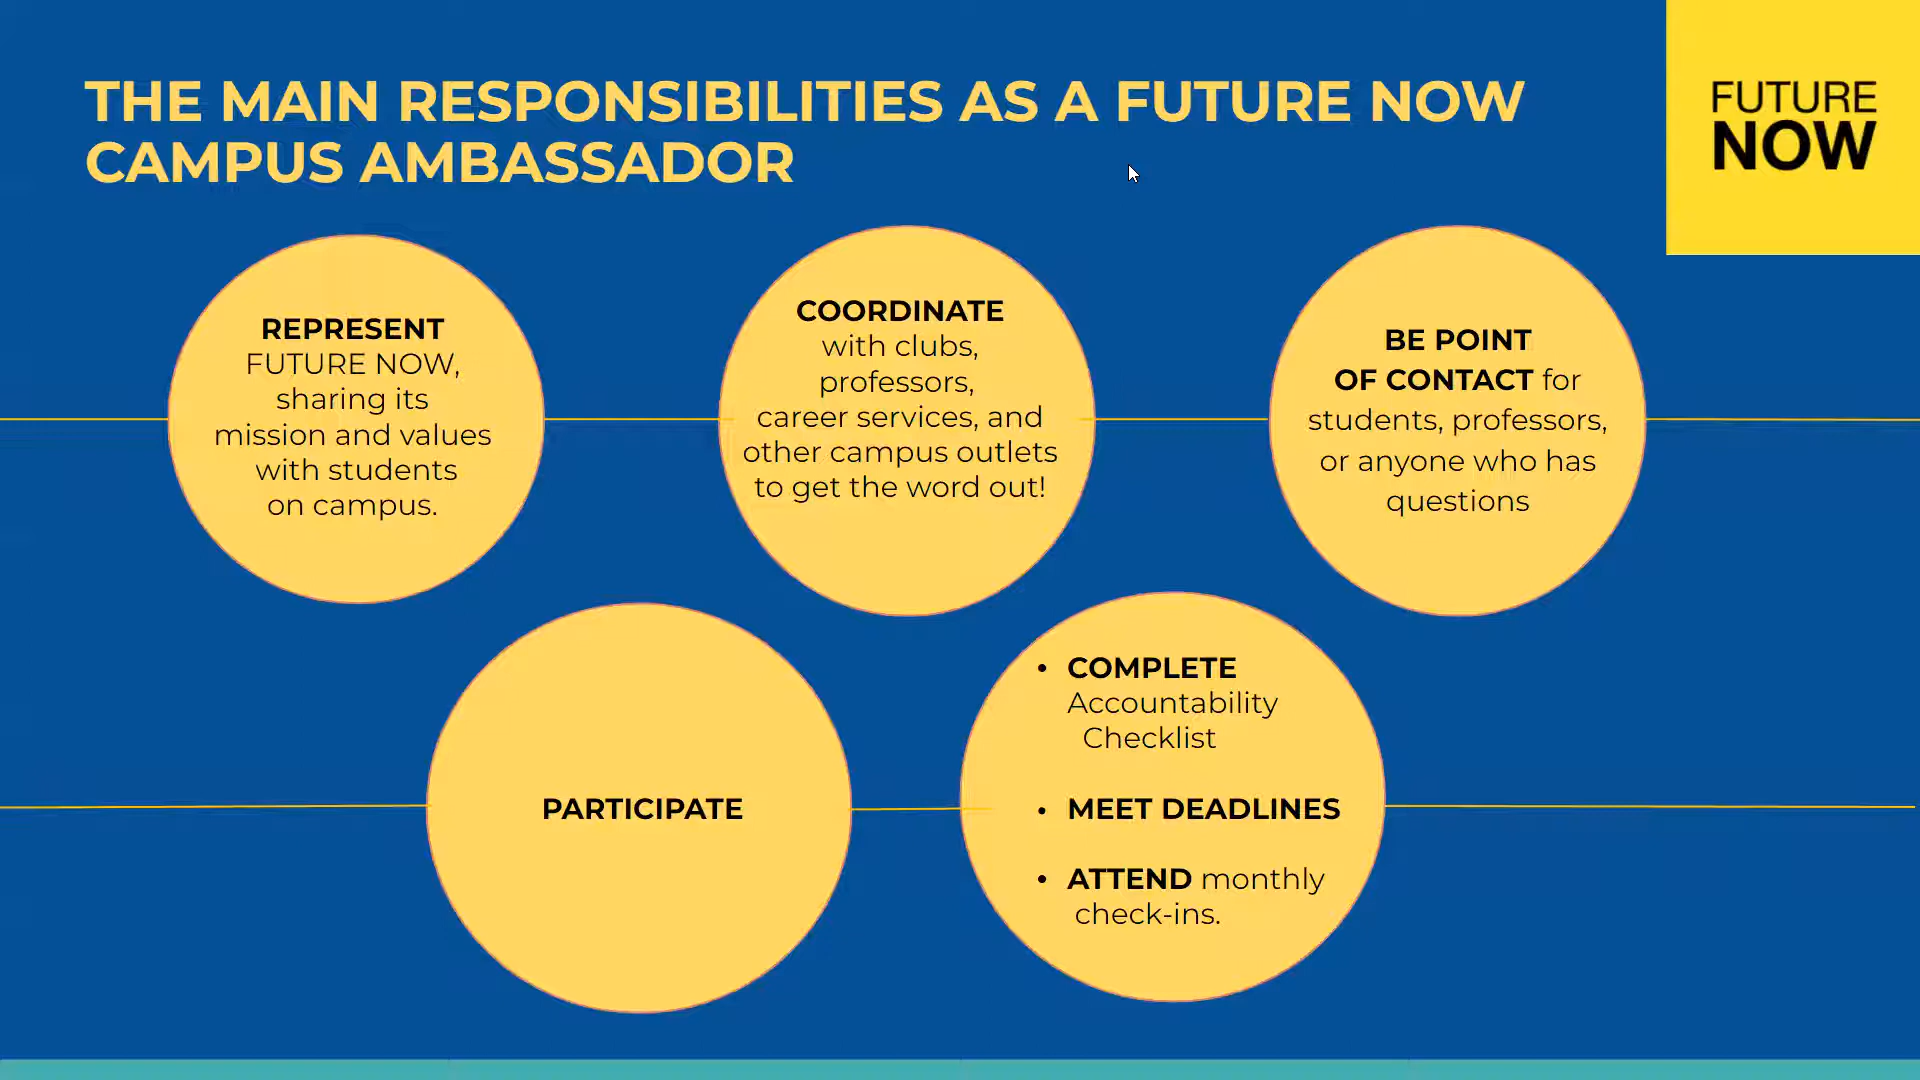 THE MAIN RESPONSIBILITIES AS A FUTURE NOW
CAMPUS AMBASSADOR
FUTURE
NOW
REPRESENT
FUTURE NOW,
sharing its
mission and values
with students
on campus.
COORDINATE
with clubs,
professors,
career services, and
other campus outlets
to get the word out!
BE POINT
OF CONTACT for
students, professors,
or anyone who has
questions
PARTICIPATE
• COMPLETE
Accountability
Checklist
• MEET DEADLINES
• ATTEND monthly
check-ins.